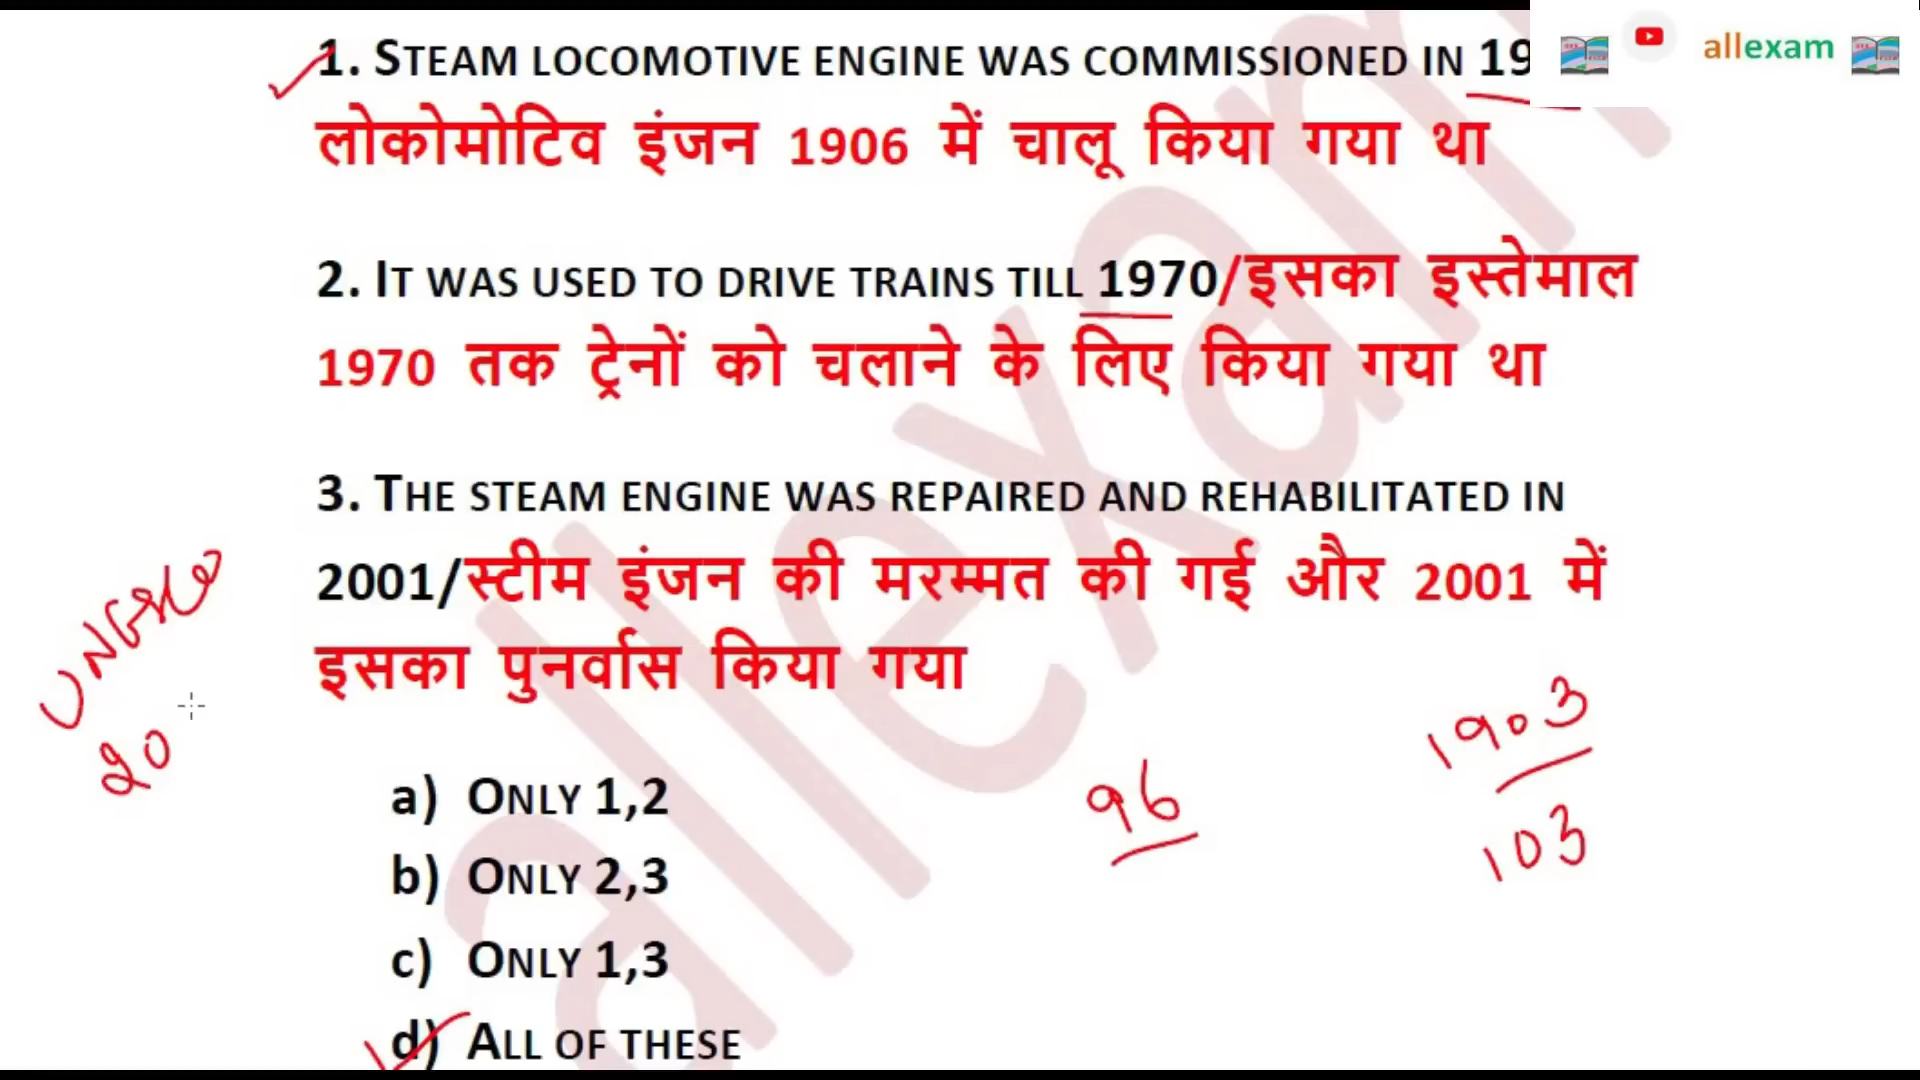 1. STEAM LOCOMOTIVE ENGINE WAS COMMISSIONED IN 19
allexam
लोकोमोटिव इंजन 1906 में चालू किया गया था
2. IT WAS USED TO DRIVE TRAINS TILL 1970/इसका इस्तेमाल
1970 तक ट्रेनों को चलाने के लिए किया गया था
3. THE STEAM ENGINE WAS REPAIRED AND REHABILITATED IN
2001/स्टीम इंजन की मरम्मत की गई और 2001 में
इसका पुनर्वास किया गया
20
1903
96
103
a) ONLY 1,2
b) ONLY 2,3
c) ONLY 1,3
d) ALL OF THESE
allexam